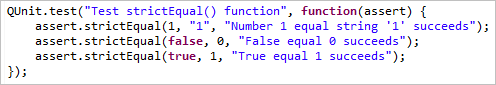 QUnit.test("Test strictEqual() function", function(assert) {
    assert.strictEqual(1, "1", "Number 1 equal string '1' succeeds");
    assert.strictEqual(false, 0, "False equal 0 succeeds");
    assert.strictEqual(true, 1, "True equal 1 succeeds");
});